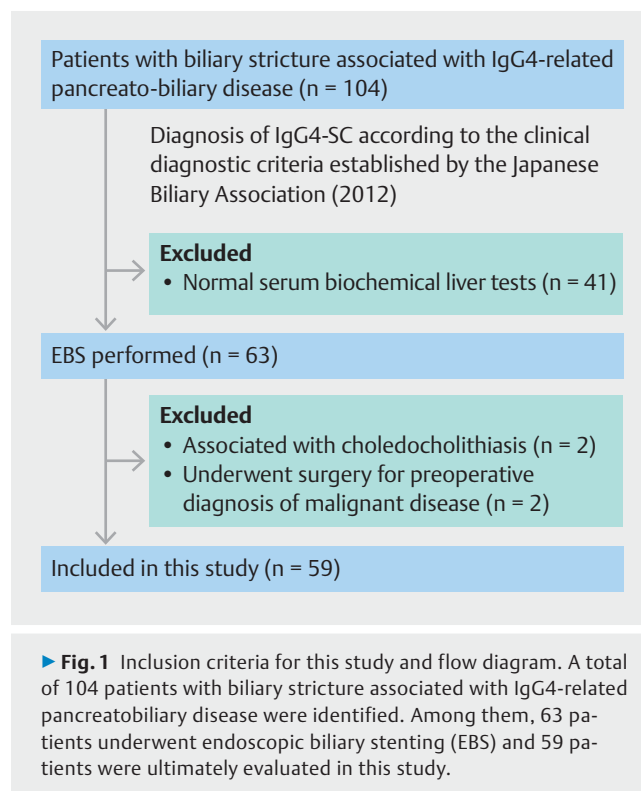 Patients with biliary stricture associated with IgG4-related
pancreato-biliary disease (n = 104)
Diagnosis of IgG4-SC according to the clinical
diagnostic criteria established by the Japanese
Biliary Association (2012)
Excluded
• Normal serum biochemical liver tests (n = 41)
EBS performed (n = 63)
Excluded
• Associated with choledocholithiasis (n = 2)
• Underwent surgery for preoperative
diagnosis of malignant disease (n = 2)
Included in this study (n = 59)
▶ Fig. 1 Inclusion criteria for this study and flow diagram. A total
of 104 patients with biliary stricture associated with IgG4-related
pancreatobiliary disease were identified. Among them, 63 pa-
tients underwent endoscopic biliary stenting (EBS) and 59 pa-
tients were ultimately evaluated in this study.